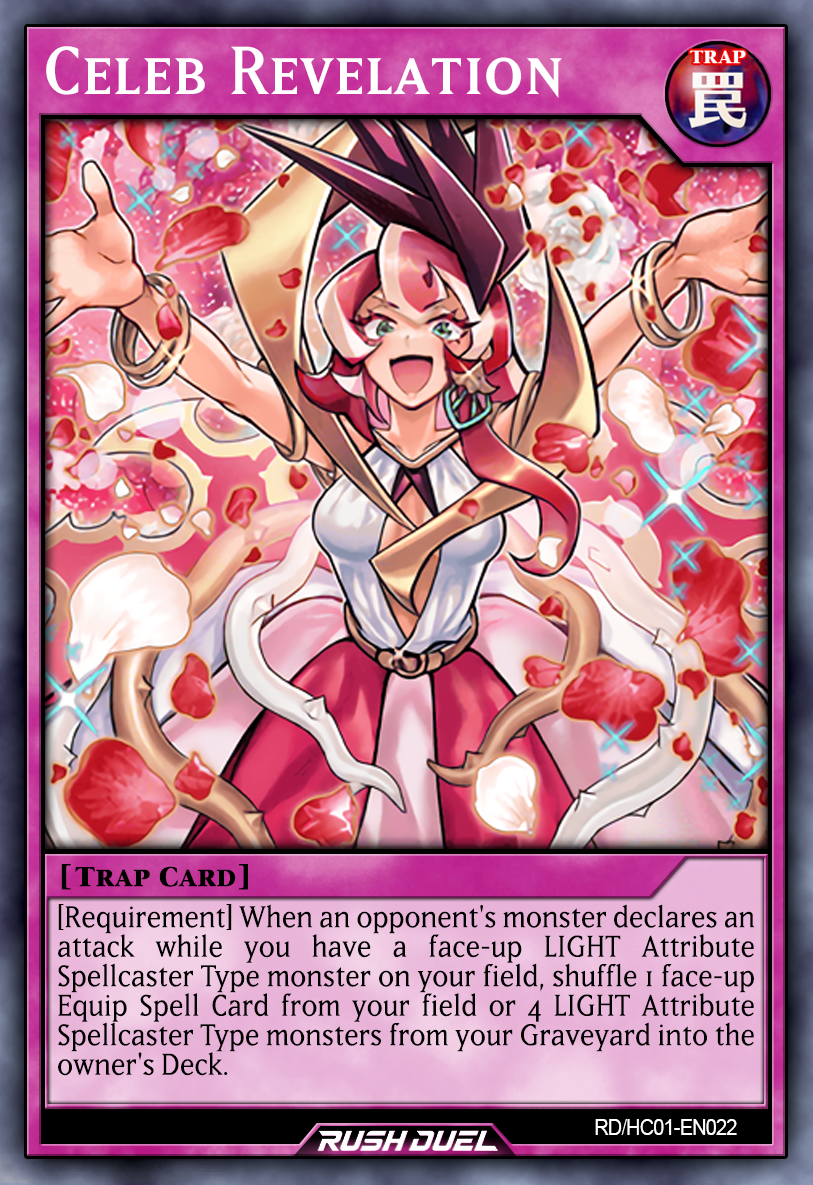 Celeb Revelation
TRAP
罠
[Trap Card]
[Requirement] When an opponent's monster declares an
attack while you have a face-up LIGHT Attribute
Spellcaster Type monster on your field, shuffle 1 face-up
Equip Spell Card from your field or 4 LIGHT Attribute
Spellcaster Type monsters from your Graveyard into the
owner's Deck.
RD/HC01-EN022
RUSH DUEL